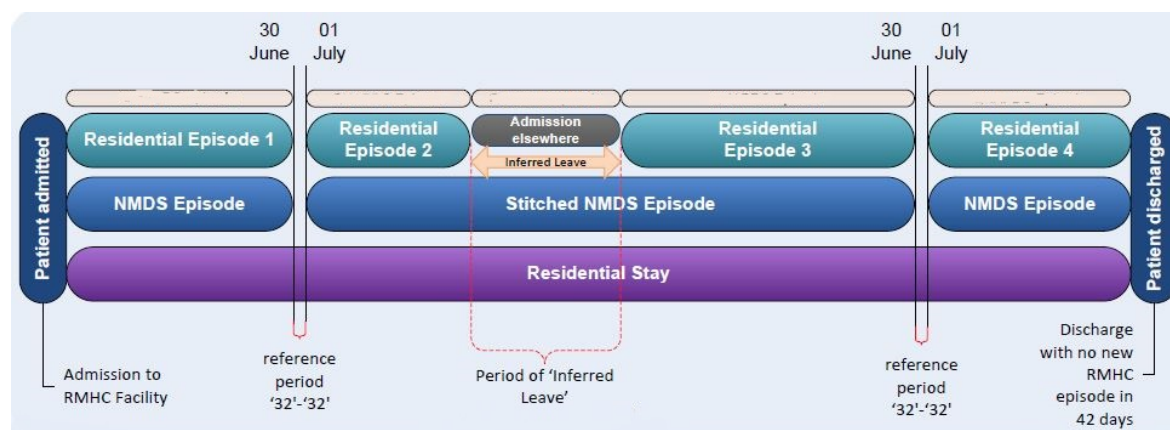 30
June
01
July
30
June
01
July
Patient admitted
Residential Episode 1
Residential
Episode 2
Admission
elsewhere
Inferred Leave
Residential
Episode 3
Residential
Episode 4
Patient discharged
NMDS Episode
Stitched NMDS Episode
NMDS Episode
Residential Stay
Admission to
RMHC Facility
reference
period
‘32'-‘32'
Period of ‘Inferred
Leave’
reference
period
‘32'-‘32'
Discharge
with no new
RMHC
episode in
42 days